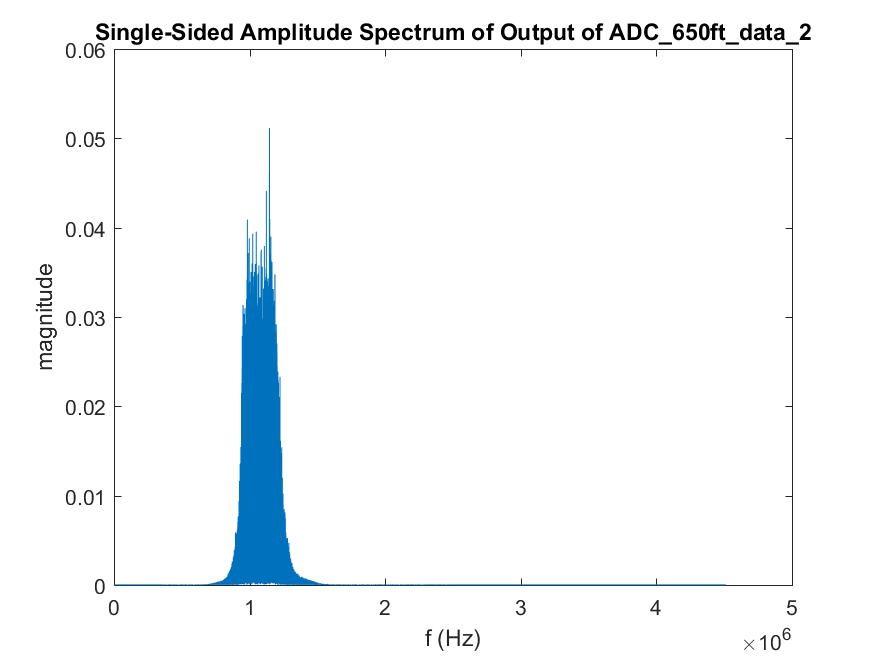 Single-Sided Amplitude Spectrum of Output of ADC_650ft_data_2
0.06
0.05
0.04
0.03
0.02
0.01
0
magnitude
0 1 2 3 4 5
f (Hz)
×10^6